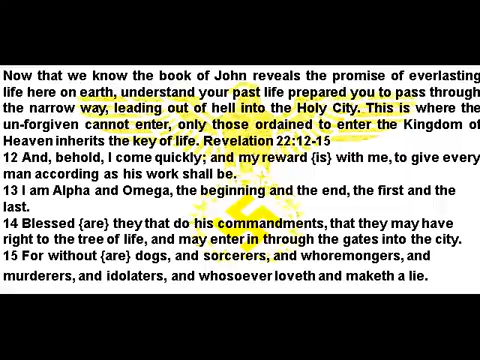 Now that we know the book of John reveals the promise of everlasting
life here on earth, understand your past life prepared you to pass through
the narrow way, leading out of hell into the Holy City. This is where the
un-forgiven cannot enter, only those ordained to enter the Kingdom of
Heaven inherits the key of life. Revelation 22:12-15
12 And, behold, I come quickly; and my reward {is} with me, to give every
man according as his work shall be.
13 I am Alpha and Omega, the beginning and the end, the first and the
last.
14 Blessed {are} they that do his commandments, that they may have
right to the tree of life, and may enter in through the gates into the city.
15 For without {are} dogs, and sorcerers, and whoremongers, and
murderers, and idolaters, and whosoever loveth and maketh a lie.